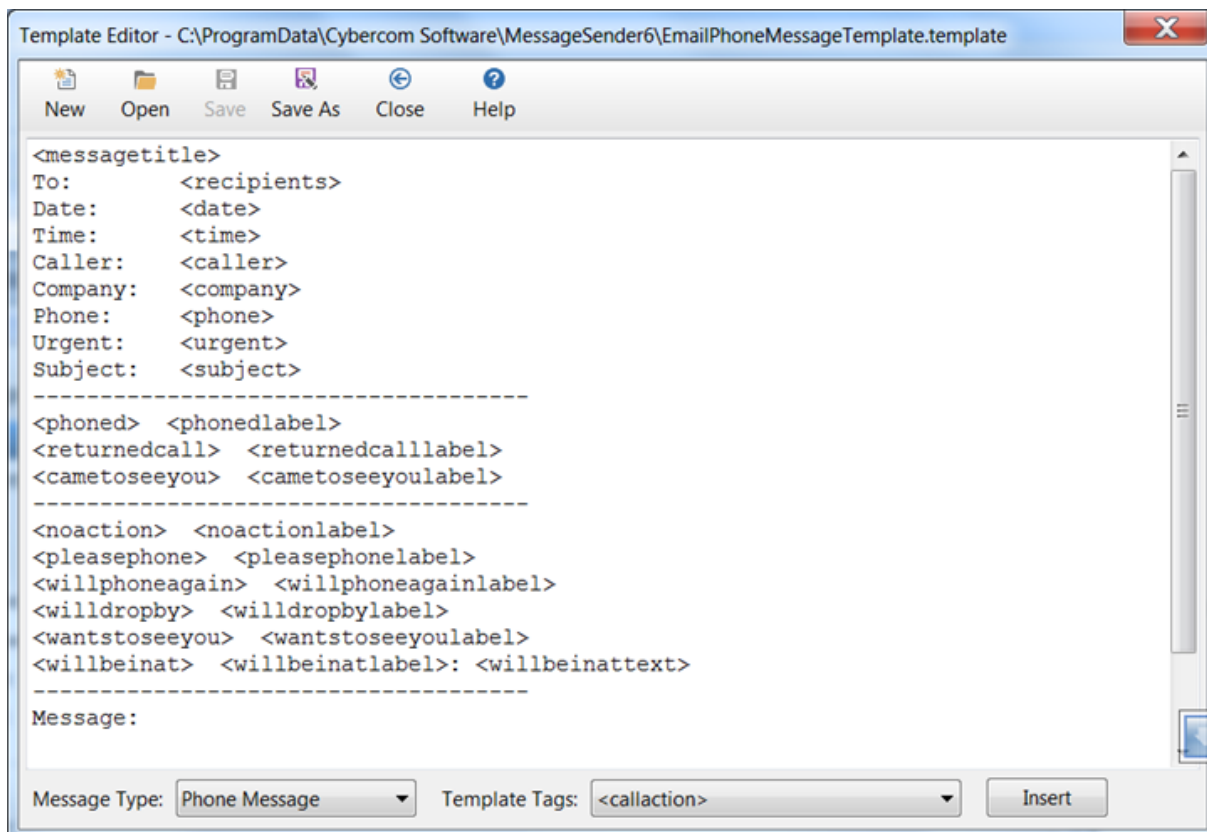 Template Editor - C:\ProgramData\Cybercom Software\MessageSender6\EmailPhoneMessageTemplate.template
New Open Save Save As Close Help
<messagetitle>
To: <recipients>
Date: <date>
Time: <time>
Caller: <caller>
Company: <company>
Phone: <phone>
Urgent: <urgent>
Subject: <subject>
-------------------------------------
<phoned> <phonedlabel>
<returnedcall> <returnedcalllabel>
<cametoseeyou> <cametoseeyoulabel>
-------------------------------------
<noaction> <noactionlabel>
<pleasephone> <pleasephonelabel>
<willphoneagain> <willphoneagainlabel>
<willdropby> <willdropbylabel>
<wantstoseeyou> <wantstoseeyoulabel>
<willbeinat> <willbeinatlabel>: <willbeinattext>
-------------------------------------
Message:
Message Type: Phone Message Template Tags: <callaction> Insert